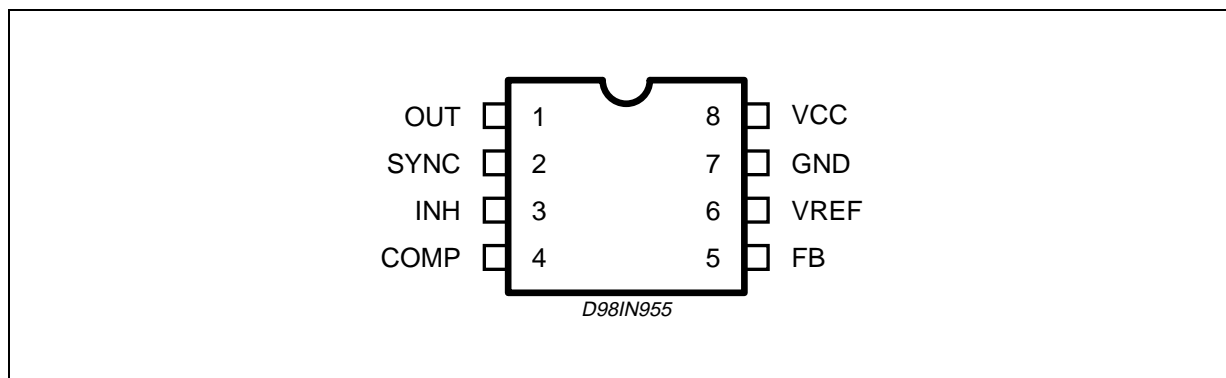 OUT 1 8 VCC
SYNC 2 7 GND
INH 3 6 VREF
COMP 4 5 FB
D98IN955